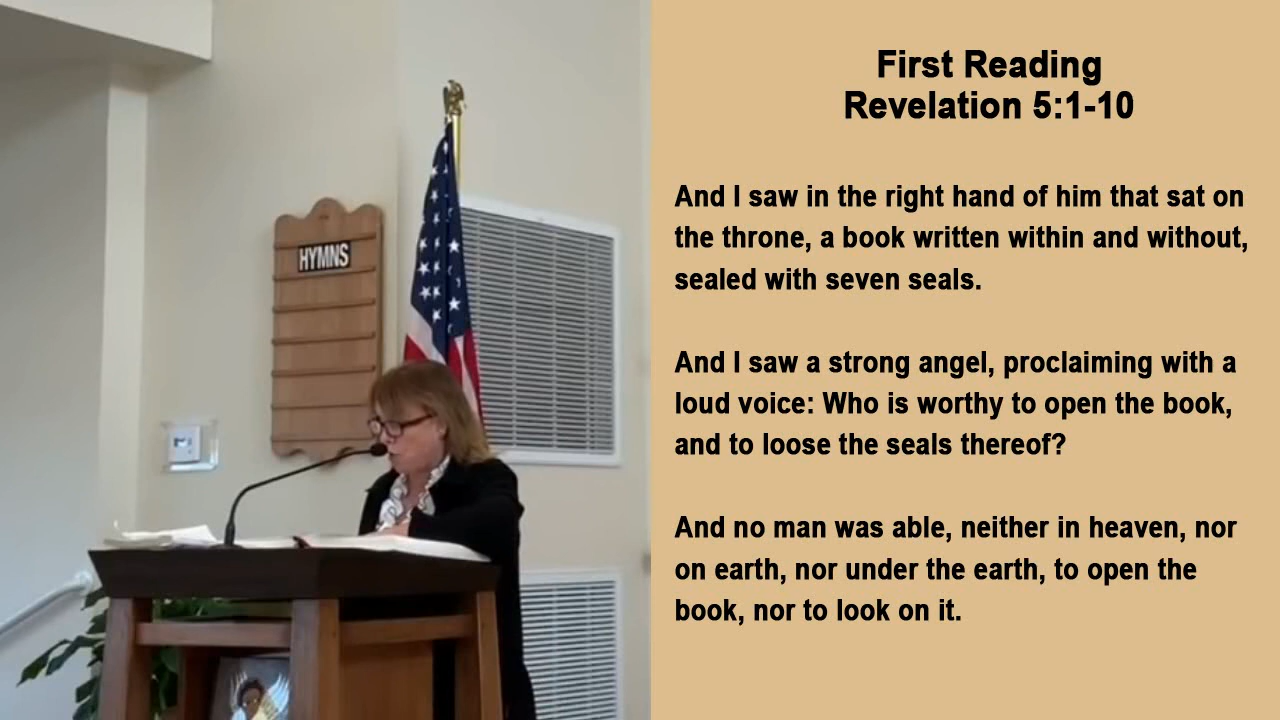 HYMNS
First Reading
Revelation 5:1-10
And I saw in the right hand of him that sat on
the throne, a book written within and without,
sealed with seven seals.
And I saw a strong angel, proclaiming with a
loud voice: Who is worthy to open the book,
and to loose the seals thereof?
And no man was able, neither in heaven, nor
on earth, nor under the earth, to open the
book, nor to look on it.